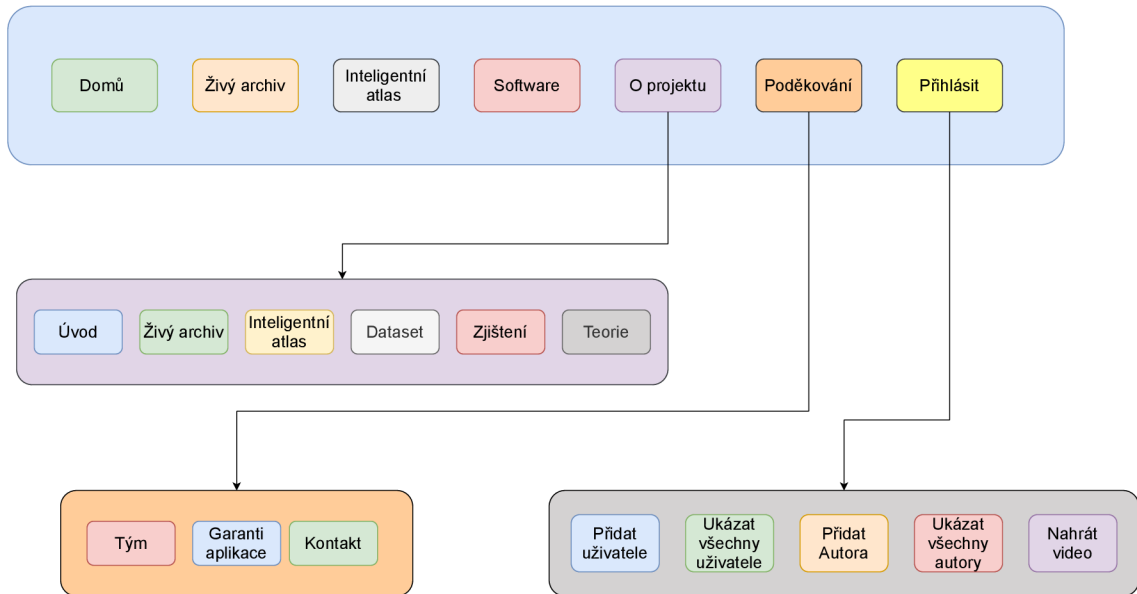 Domů
Živý archiv
Inteligentní
atlas
Software
O projektu
Poděkování
Přihlásit
Úvod
Živý archiv
Inteligentní
atlas
Dataset
Zjištení
Teorie
Tým
Garanti
aplikace
Kontakt
Přidat
uživatele
Ukázat
všechny
uživatele
Přidat
Autora
Ukázat
všechny
autory
Nahrát
video